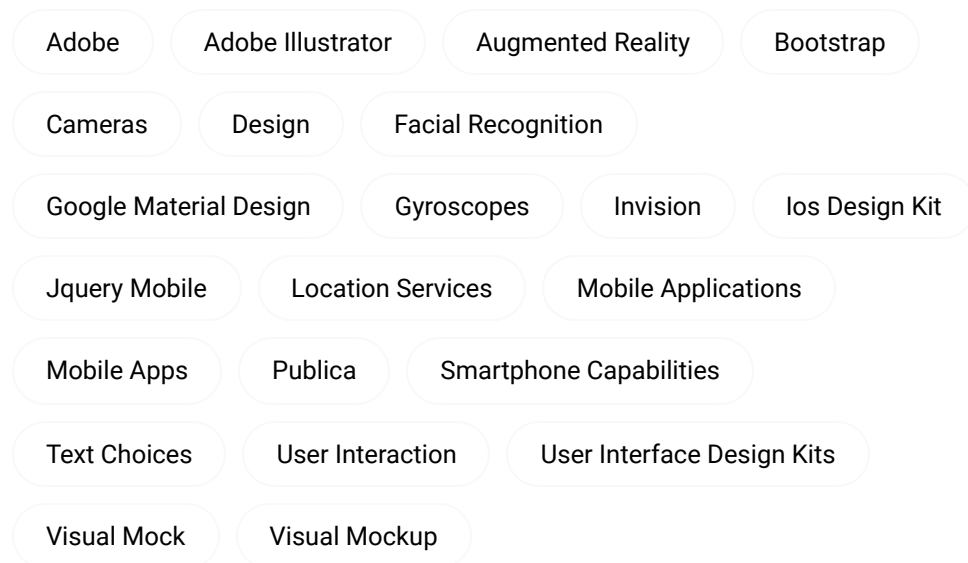 Adobe Adobe Illustrator Augmented Reality Bootstrap
Cameras Design Facial Recognition
Google Material Design Gyroscopes Invision Ios Design Kit
Jquery Mobile Location Services Mobile Applications
Mobile Apps Publica Smartphone Capabilities
Text Choices User Interaction User Interface Design Kits
Visual Mock Visual Mockup